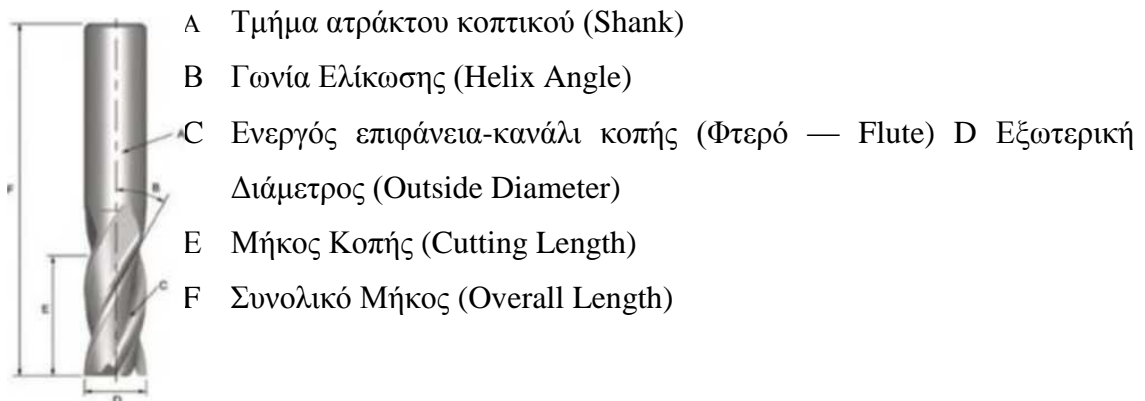 A Τμήμα ατράκτου κοπτικού (Shank)
B Γωνία Ελίκωσης (Helix Angle)
C Ενεργός επιφάνεια-κανάλι κοπής (Φτερό — Flute) D Εξωτερική
Διάμετρος (Outside Diameter)
E Μήκος Κοπής (Cutting Length)
F Συνολικό Μήκος (Overall Length)
A
B
F
E
C
D